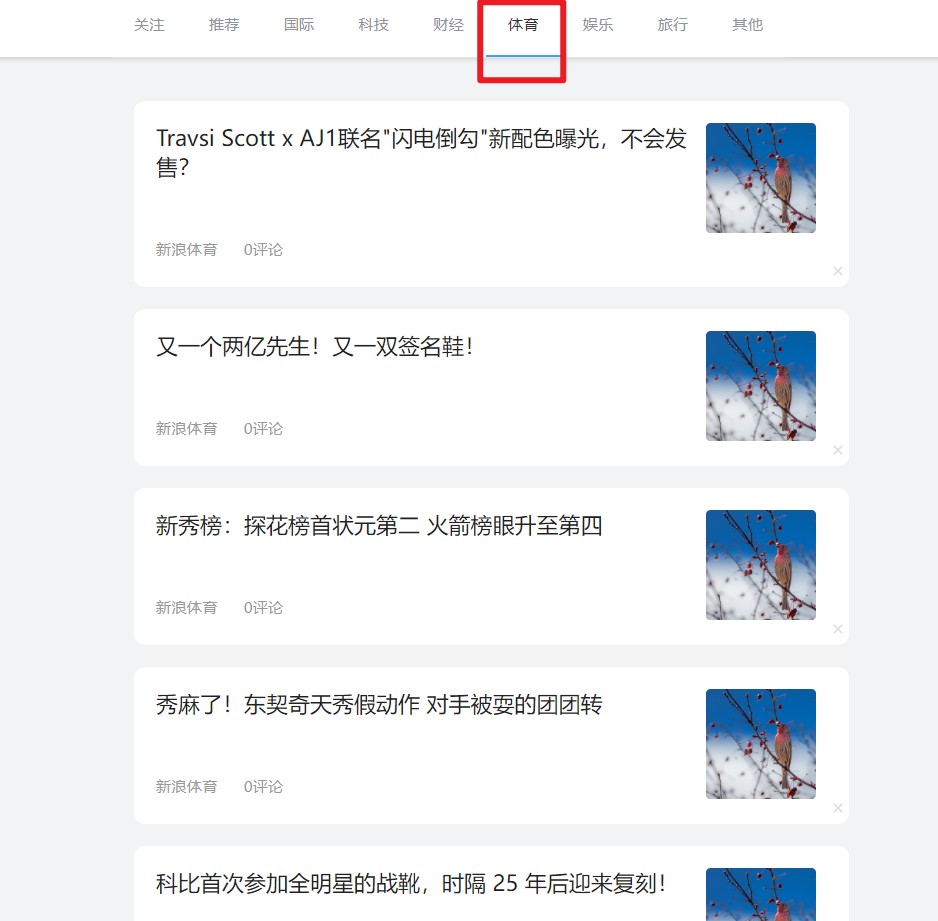 关注 推荐 国际 科技 财经 体育 娱乐 旅行 其他
Travsi Scott x AJ1联名"闪电倒勾"新配色曝光，不会发
售？
新浪体育 0评论
又一个两亿先生！又一双签名鞋！
新浪体育 0评论
新秀榜：探花榜首状元第二 火箭榜眼升至第四
新浪体育 0评论
秀麻了！东契奇天秀假动作 对手被耍的团团转
新浪体育 0评论
科比首次参加全明星的战靴，时隔 25 年后迎来复刻！